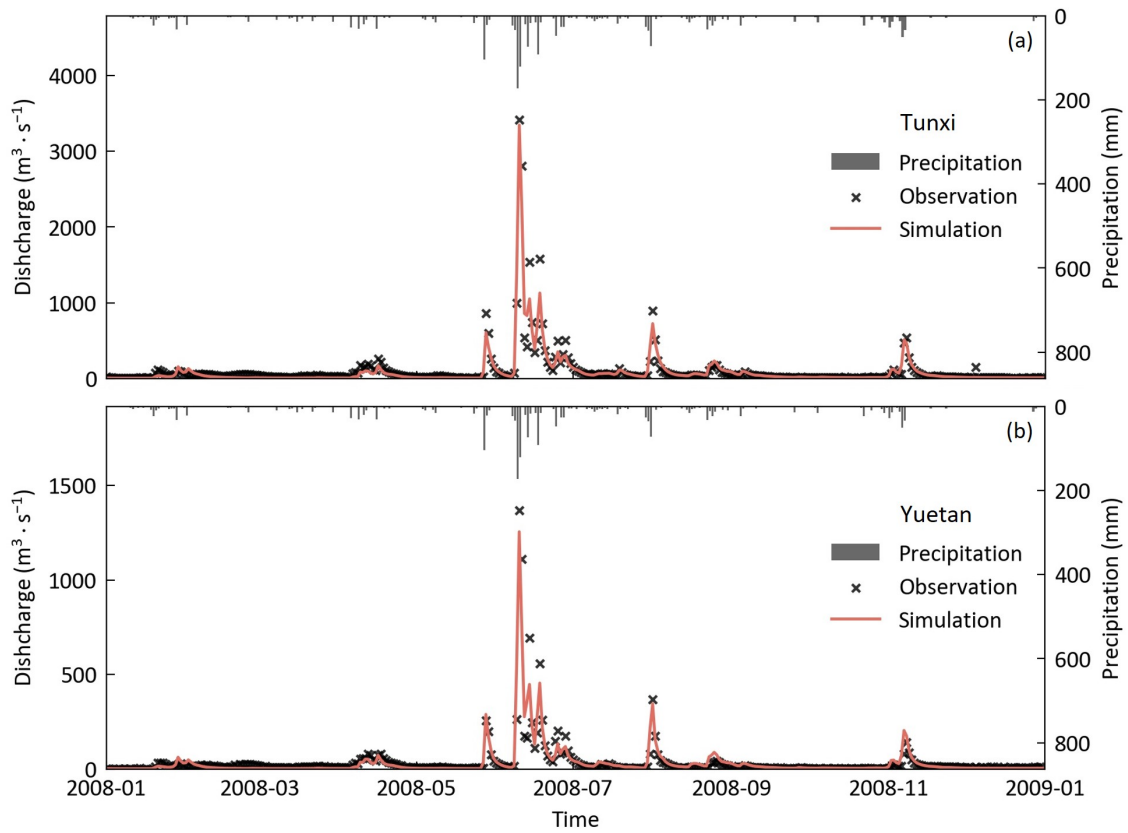 (a)
Dishcharge (m³ · s⁻¹)
4000
3000
2000
1000
0
0
200
400
600
800
Precipitation (mm)
Tunxi
Precipitation
Observation
Simulation
(b)
Dishcharge (m³ · s⁻¹)
1500
1000
500
0
0
200
400
600
800
Precipitation (mm)
Yuetan
Precipitation
Observation
Simulation
2008-01 2008-03 2008-05 2008-07 2008-09 2008-11 2009-01
Time